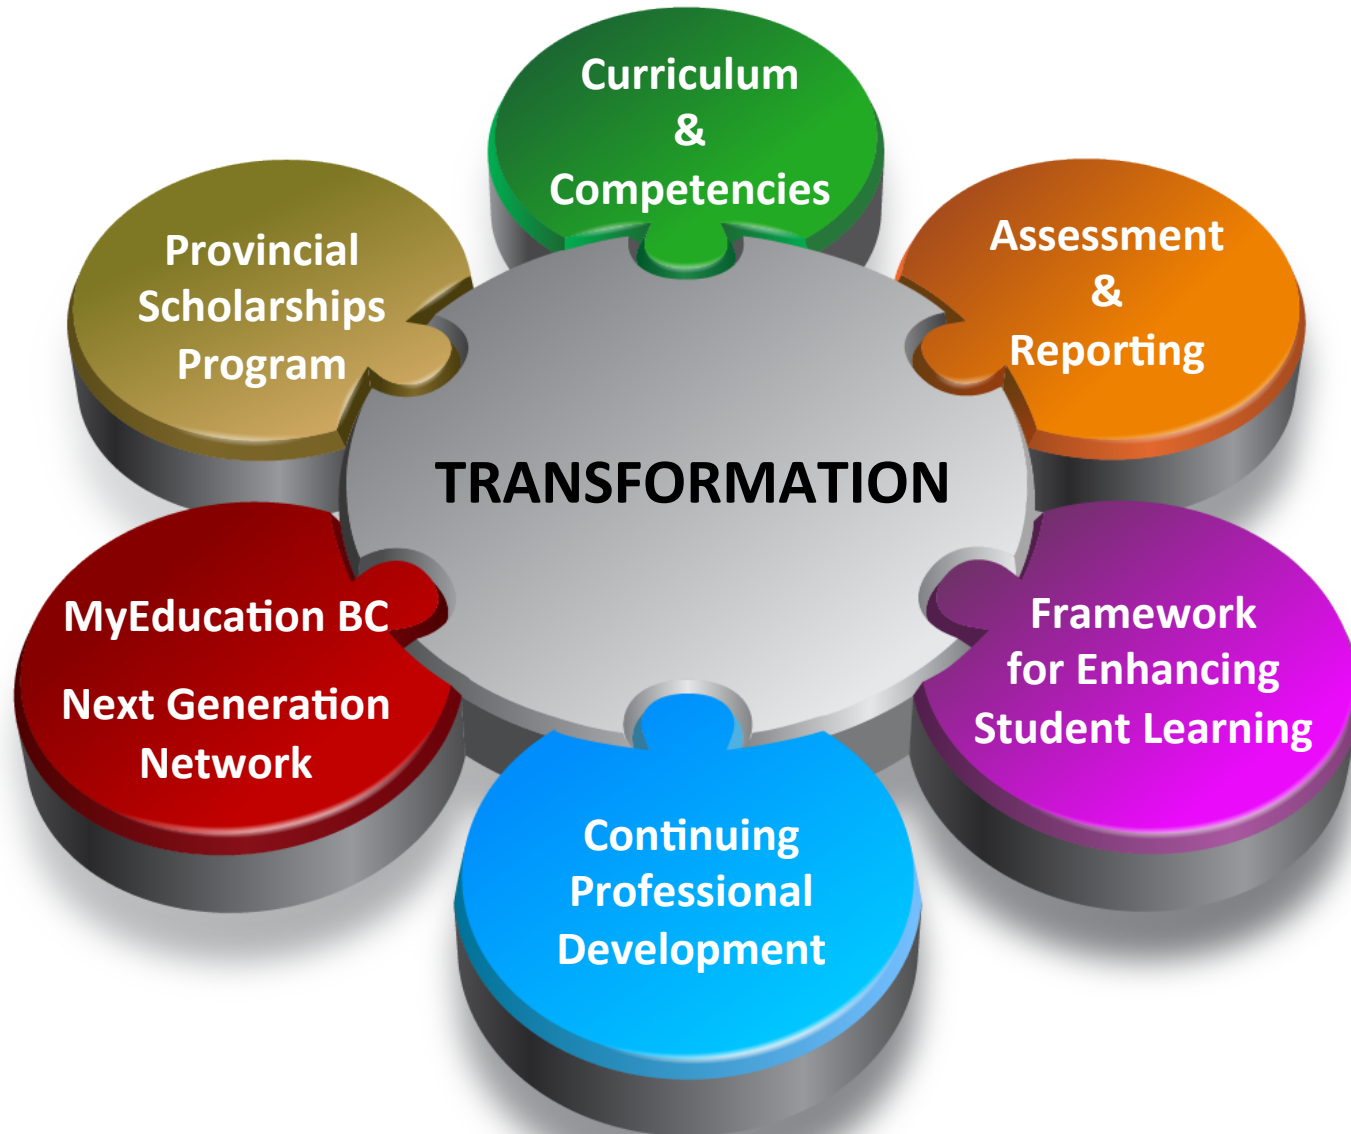 Curriculum
&
Competencies
Provincial
Scholarships
Program
Assessment
&
Reporting
TRANSFORMATION
MyEducation BC
Next Generation
Network
Framework
for Enhancing
Student Learning
Continuing
Professional
Development